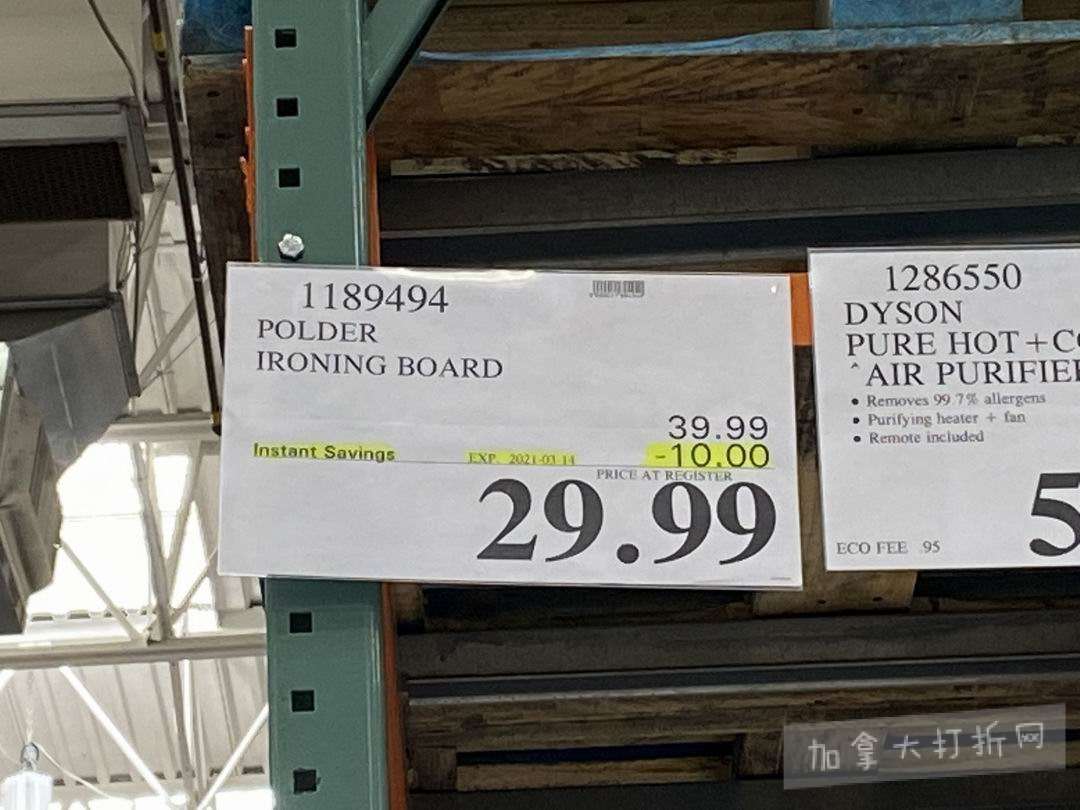 1189494
POLDER
IRONING BOARD
39.99
Instant Savings EXP. 2021-03-14 -10.00
PRICE AT REGISTER
29.99
1286550
DYSON
PURE HOT+CO
^AIR PURIFIER
• Removes 99.7% allergens
• Purifying heater + fan
• Remote included
5
ECO FEE .95
加拿大打折网